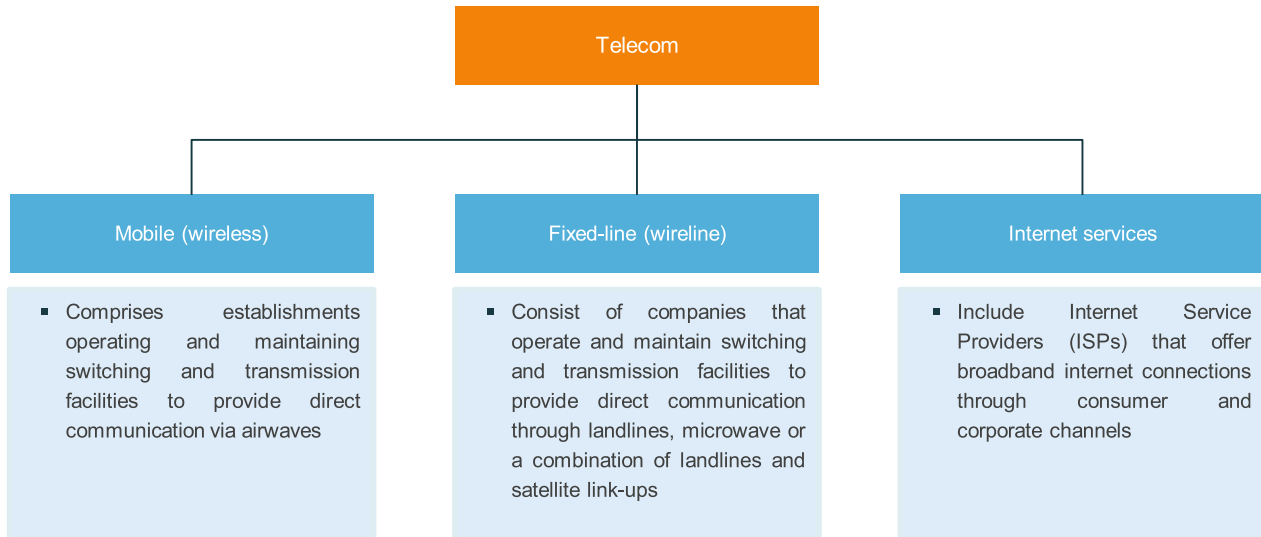 Telecom
Mobile (wireless)
Fixed-line (wireline)
Internet services
▪ Comprises establishments
operating and maintaining
switching and transmission
facilities to provide direct
communication via airwaves
▪ Consist of companies that
operate and maintain switching
and transmission facilities to
provide direct communication
through landlines, microwave or
a combination of landlines and
satellite link-ups
▪ Include Internet Service
Providers (ISPs) that offer
broadband internet connections
through consumer and
corporate channels